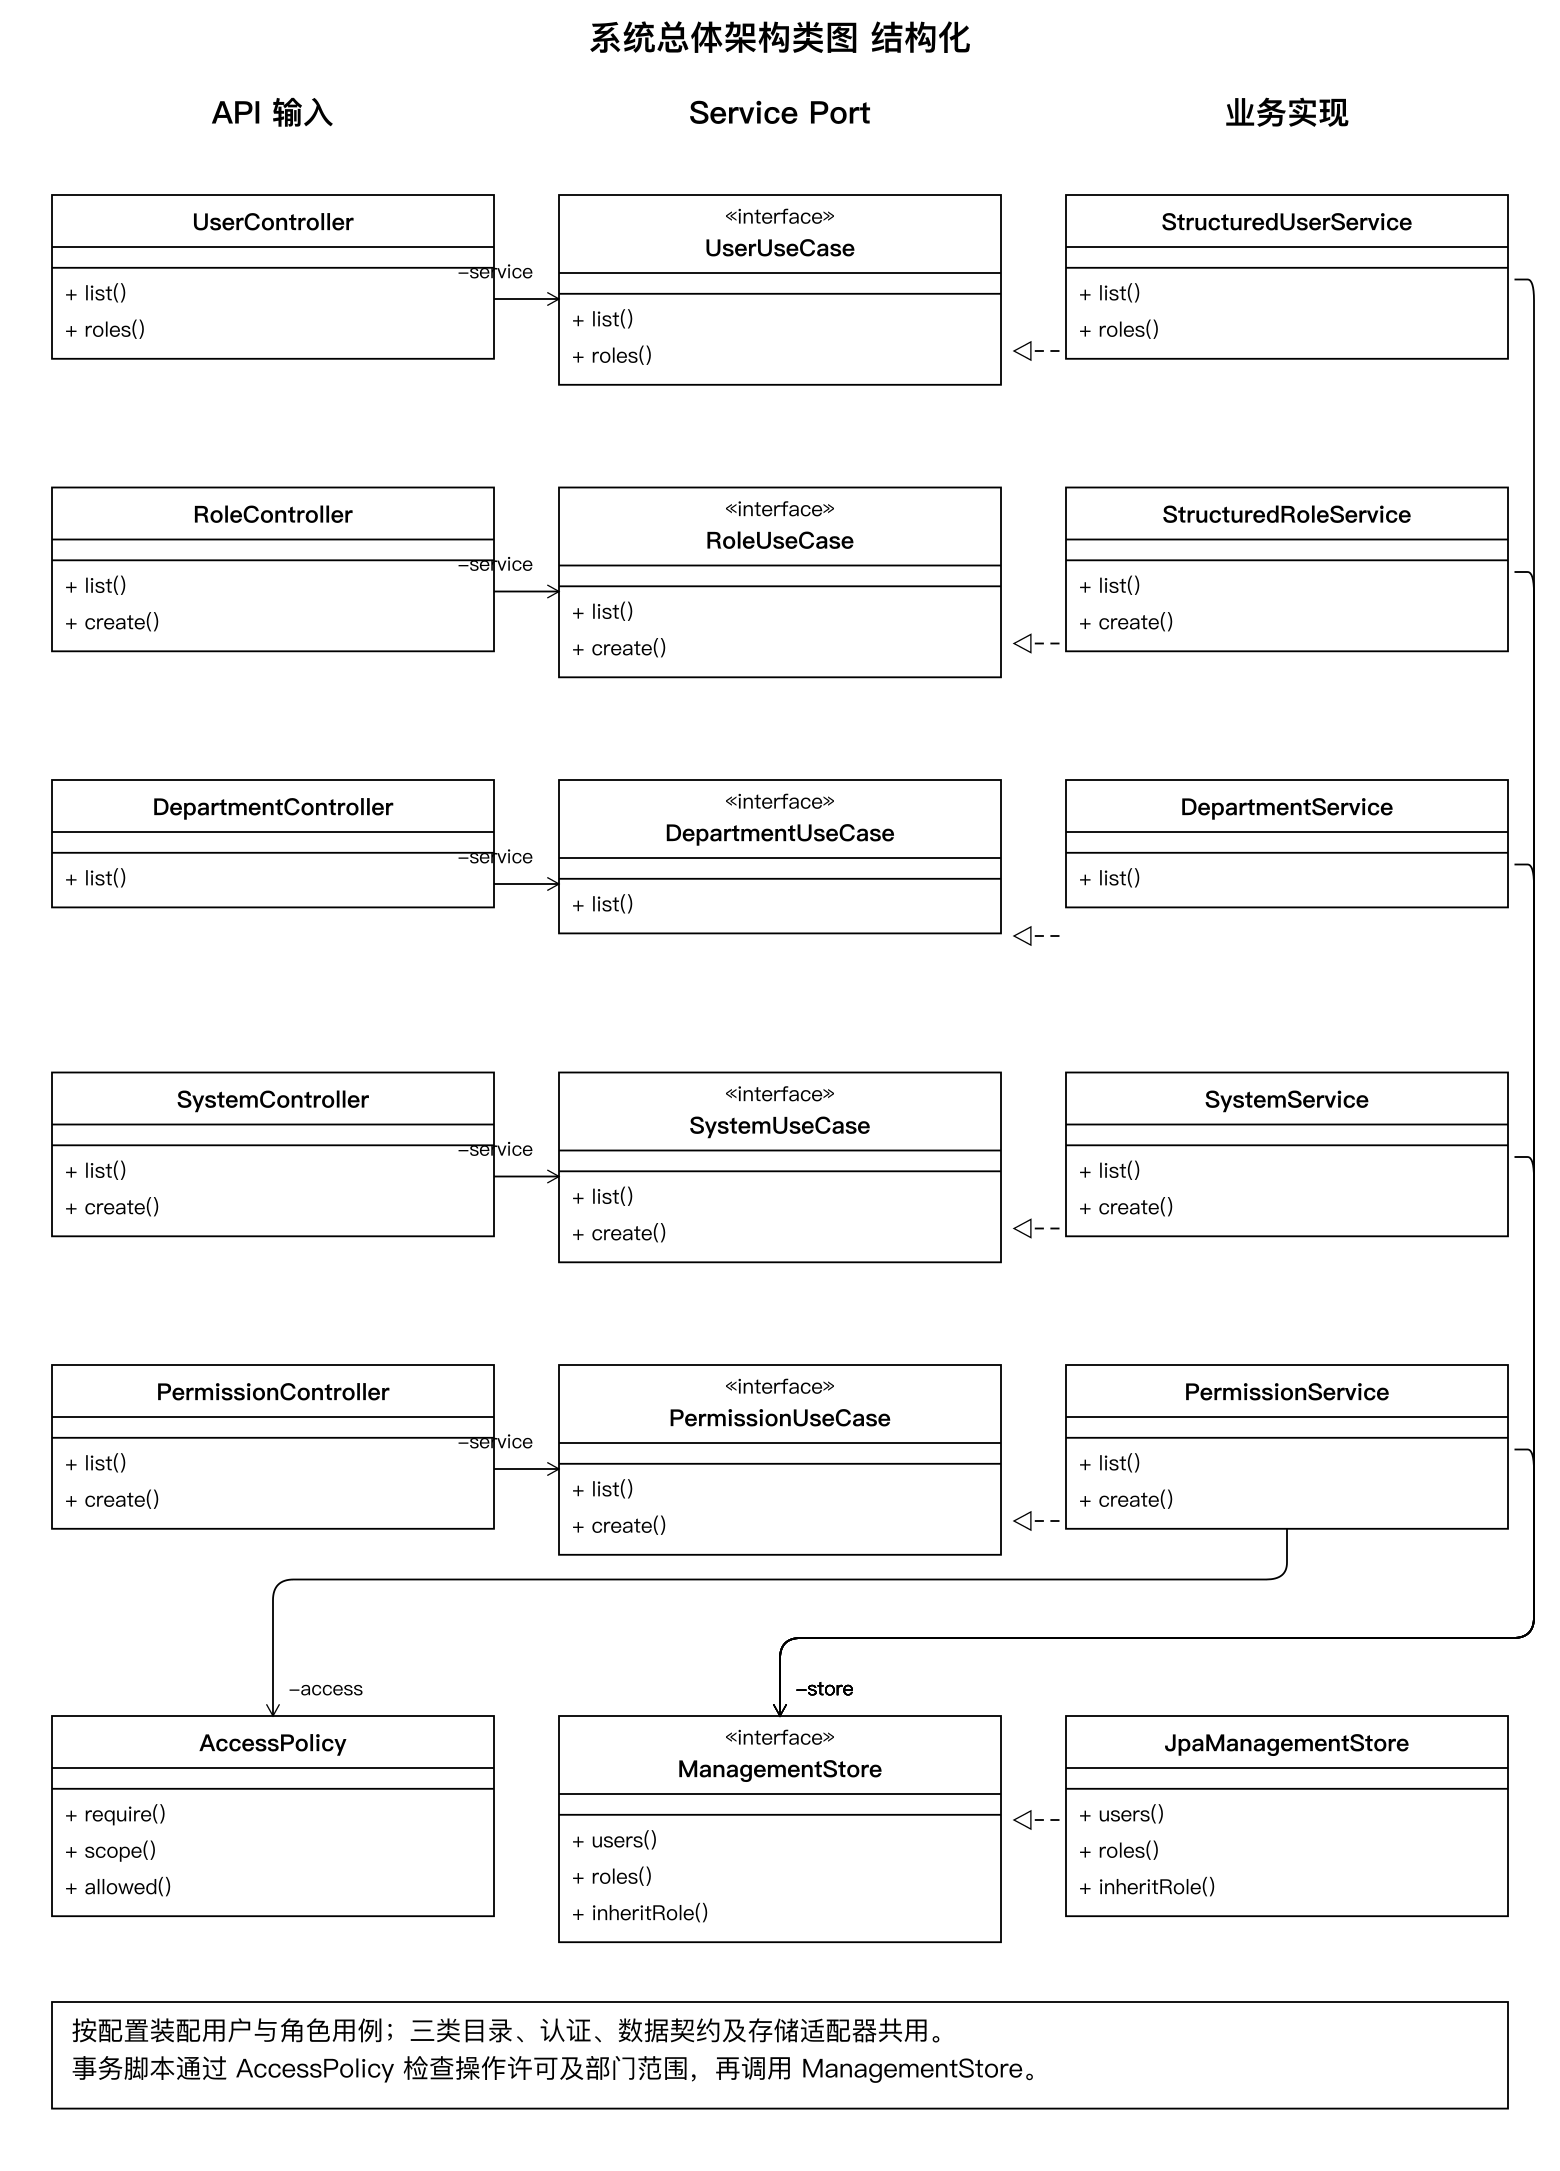 系统总体架构类图 结构化
API 输入
Service Port
业务实现
UserController
+ list()
+ roles()
–service
«interface»
UserUseCase
+ list()
+ roles()
StructuredUserService
+ list()
+ roles()
RoleController
+ list()
+ create()
–service
«interface»
RoleUseCase
+ list()
+ create()
StructuredRoleService
+ list()
+ create()
DepartmentController
+ list()
–service
«interface»
DepartmentUseCase
+ list()
DepartmentService
+ list()
SystemController
+ list()
+ create()
–service
«interface»
SystemUseCase
+ list()
+ create()
SystemService
+ list()
+ create()
PermissionController
+ list()
+ create()
–service
«interface»
PermissionUseCase
+ list()
+ create()
PermissionService
+ list()
+ create()
–access
–store
AccessPolicy
+ require()
+ scope()
+ allowed()
«interface»
ManagementStore
+ users()
+ roles()
+ inheritRole()
JpaManagementStore
+ users()
+ roles()
+ inheritRole()
按配置装配用户与角色用例；三类目录、认证、数据契约及存储适配器共用。
事务脚本通过 AccessPolicy 检查操作许可及部门范围，再调用 ManagementStore。